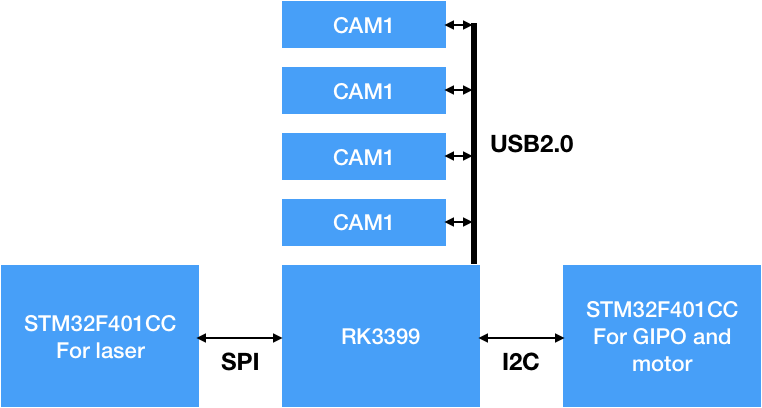 CAM1
CAM1
CAM1
USB2.0
CAM1
STM32F401CC
For laser
SPI
RK3399
I2C
STM32F401CC
For GIPO and
motor